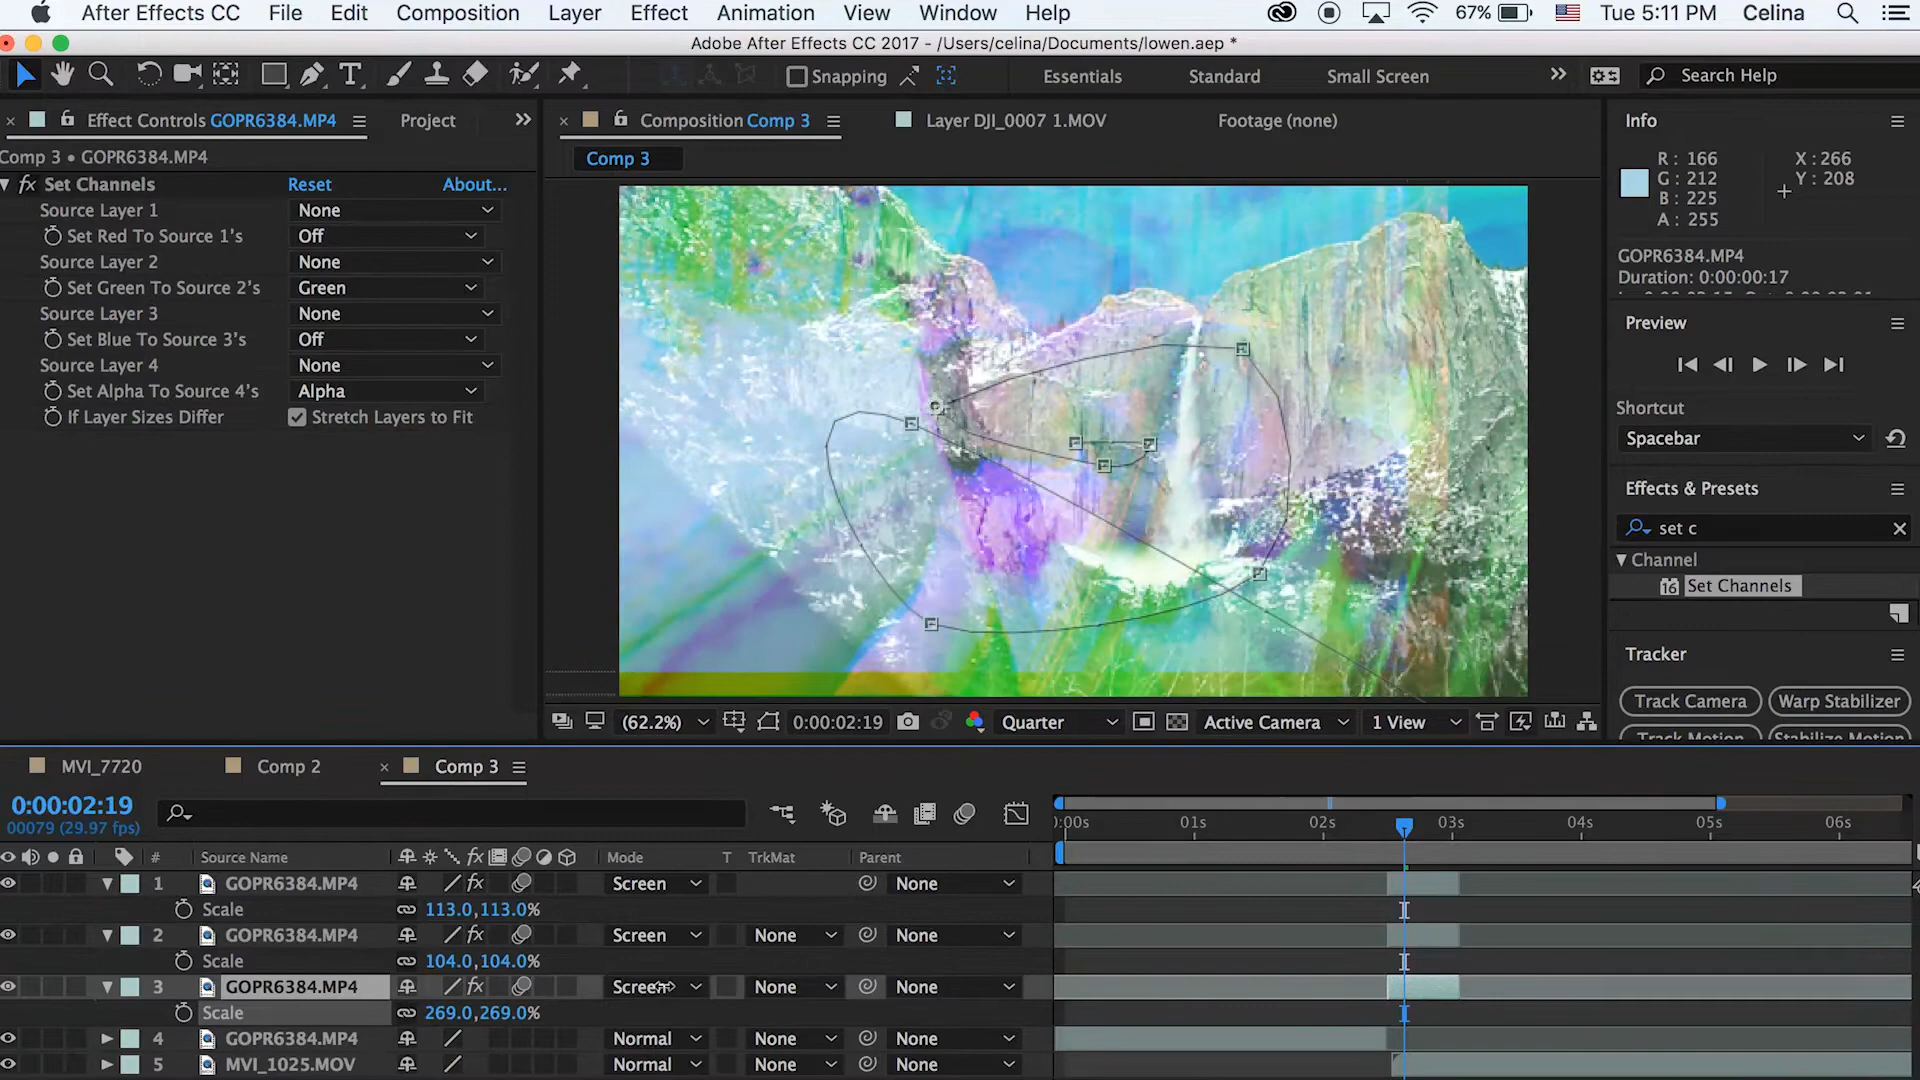 After Effects CC File Edit Composition Layer Effect Animation View Window Help 67% Tue 5:11 PM Celina
Adobe After Effects CC 2017 - /Users/celina/Documents/lowen.aep *
Snapping Essentials Standard Small Screen Search Help
Effect Controls GOPR6384.MP4 Project
Composition Comp 3 Layer DJI_0007 1.MOV Footage (none)
Comp 3 • GOPR6384.MP4
Comp 3
fx Set Channels Reset About...
Source Layer 1 None
Set Red To Source 1's Off
Source Layer 2 None
Set Green To Source 2's Green
Source Layer 3 None
Set Blue To Source 3's Off
Source Layer 4 None
Set Alpha To Source 4's Alpha
If Layer Sizes Differ Stretch Layers to Fit
Info
R: 166 X: 266
G: 212 Y: 208
B: 225
A: 255
GOPR6384.MP4
Duration: 0:00:00:17
Preview
Shortcut
Spacebar
Effects & Presets
set c
Channel
16 Set Channels
Tracker
Track Camera Warp Stabilizer
Track Motion Stabilize Motion
(62.2%) 0:00:02:19 Quarter Active Camera 1 View
MVI_7720 Comp 2 Comp 3
0:00:02:19
00079 (29.97 fps)
:00s 01s 02s 03s 04s 05s 06s
# Source Name fx Mode T TrkMat Parent
1 GOPR6384.MP4 fx Screen None
Scale 113.0,113.0%
2 GOPR6384.MP4 fx Screen None None
Scale 104.0,104.0%
3 GOPR6384.MP4 fx Screen None None
Scale 269.0,269.0%
4 GOPR6384.MP4 Normal None None
5 MVI_1025.MOV Normal None None